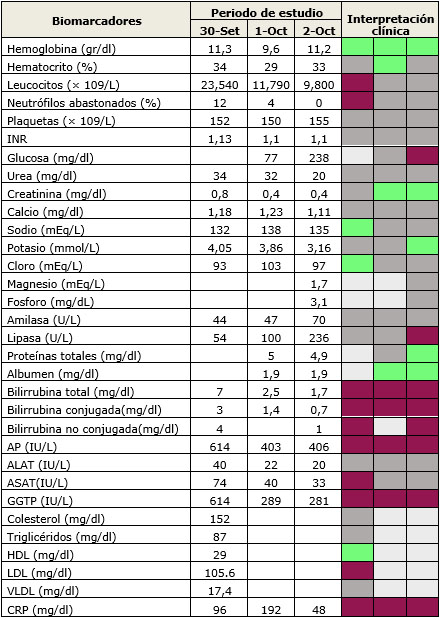 Biomarcadores Periodo de estudio Interpretación clínica
30-Set 1-Oct 2-Oct
Hemoglobina (gr/dl) 11,3 9,6 11,2
Hematocrito (%) 34 29 33
Leucocitos (× 109/L) 23,540 11,790 9,800
Neutrófilos abastonados (%) 12 4 0
Plaquetas (× 109/L) 152 150 155
INR 1,13 1,1 1,1
Glucosa (mg/dl) 77 238
Urea (mg/dl) 34 32 20
Creatinina (mg/dl) 0,8 0,4 0,4
Calcio (mg/dl) 1,18 1,23 1,11
Sodio (mEq/L) 132 138 135
Potasio (mmol/L) 4,05 3,86 3,16
Cloro (mEq/L) 93 103 97
Magnesio (mEq/L) 1,7
Fosforo (mg/dL) 3,1
Amilasa (U/L) 44 47 70
Lipasa (U/L) 54 100 236
Proteínas totales (mg/dl) 5 4,9
Albumen (mg/dl) 1,9 1,9
Bilirrubina total (mg/dl) 7 2,5 1,7
Bilirrubina conjugada(mg/dl) 3 1,4 0,7
Bilirrubina no conjugada(mg/dl) 4 1
AP (IU/L) 614 403 406
ALAT (IU/L) 40 22 20
ASAT(IU/L) 74 40 33
GGTP (IU/L) 614 289 281
Colesterol (mg/dl) 152
Triglicéridos (mg/dl) 87
HDL (mg/dl) 29
LDL (mg/dl) 105.6
VLDL (mg/dl) 17,4
CRP (mg/dl) 96 192 48